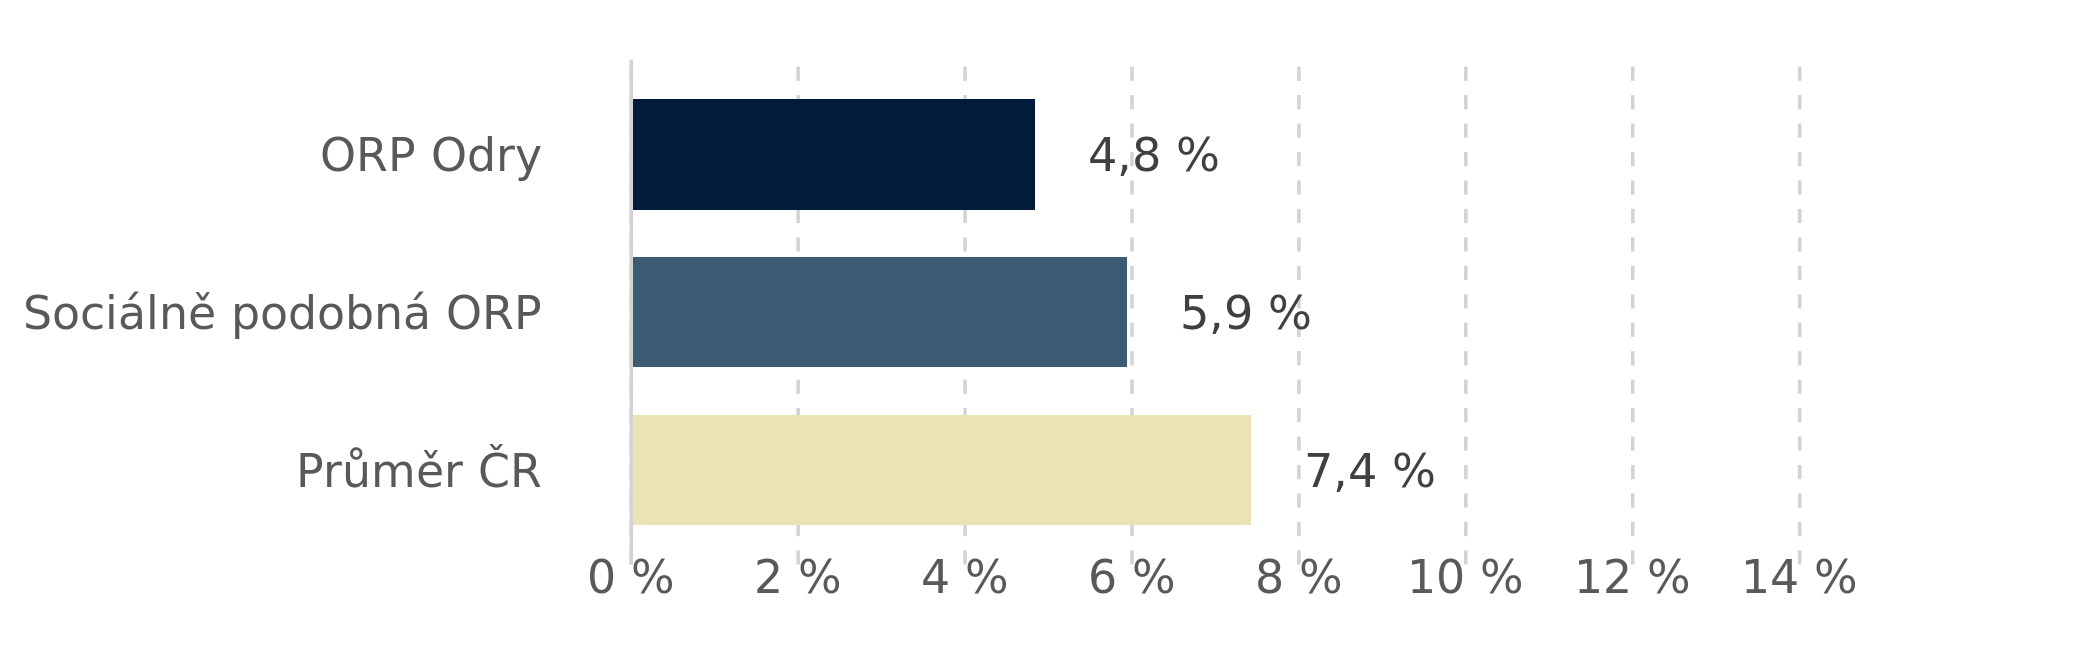 ORP Odry
4,8 %
Sociálně podobná ORP
5,9 %
Průměr ČR
7,4 %
0 % 2 % 4 % 6 % 8 % 10 % 12 % 14 %